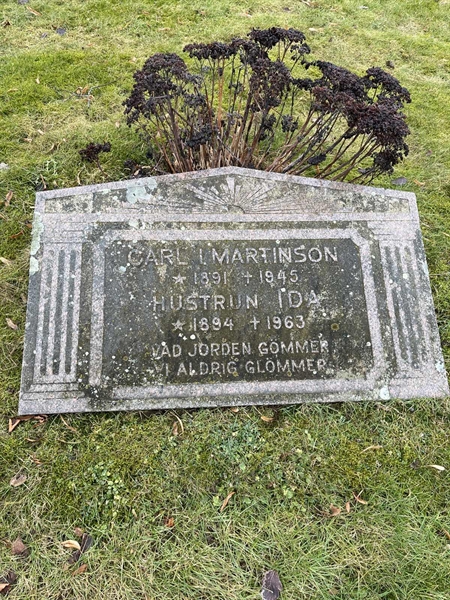 CARL I. MARTINSON
* 1891 + 1945
HUSTRUN IDA
* 1894 + 1963
VAD JORDEN GÖMMER
VI ALDRIG GLÖMMER